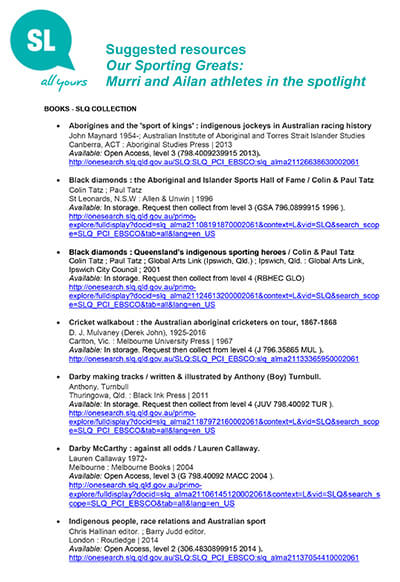 SL
all yours
Suggested resources
Our Sporting Greats:
Murri and Ailan athletes in the spotlight
BOOKS - SLQ COLLECTION
• Aborigines and the 'sport of kings' : indigenous jockeys in Australian racing history
John Maynard 1954-; Australian Institute of Aboriginal and Torres Strait Islander Studies
Canberra, ACT : Aboriginal Studies Press | 2013
Available: Open Access, level 3 (798.4009239915 2013).
http://onesearch.slq.qld.gov.au/SLQ:SLQ_PCI_EBSCO:slq_alma21126638630002061
• Black diamonds : the Aboriginal and Islander Sports Hall of Fame / Colin & Paul Tatz
Colin Tatz ; Paul Tatz
St Leonards, N.S.W : Allen & Unwin | 1996
Available: In storage. Request then collect from level 3 (GSA 796.0899915 1996 ).
http://onesearch.slq.qld.gov.au/primo-
explore/fulldisplay?docid=slq_alma21108191870002061&context=L&vid=SLQ&search_scop
e=SLQ_PCI_EBSCO&tab=all&lang=en_US
• Black diamonds : Queensland's indigenous sporting heroes / Colin & Paul Tatz
Colin Tatz ; Paul Tatz ; Global Arts Link (Ipswich, Qld.) ; Ipswich, Qld. : Global Arts Link,
Ipswich City Council ; 2001
Available: In storage. Request then collect from level 4 (RBHEC GLO)
http://onesearch.slq.qld.gov.au/primo-
explore/fulldisplay?docid=slq_alma21124613200002061&context=L&vid=SLQ&search_scop
e=SLQ_PCI_EBSCO&tab=all&lang=en_US
• Cricket walkabout : the Australian aboriginal cricketers on tour, 1867-1868
D. J. Mulvaney (Derek John), 1925-2016
Carlton, Vic. : Melbourne University Press | 1967
Available: In storage. Request then collect from level 4 (J 796.35865 MUL ).
http://onesearch.slq.qld.gov.au/SLQ:SLQ_PCI_EBSCO:slq_alma21133365950002061
• Darby making tracks / written & illustrated by Anthony (Boy) Turnbull.
Anthony. Turnbull
Thuringowa, Qld. : Black Ink Press | 2011
Available: In storage. Request then collect from level 4 (JUV 798.40092 TUR ).
http://onesearch.slq.qld.gov.au/primo-
explore/fulldisplay?docid=slq_alma21187972160002061&context=L&vid=SLQ&search_scop
e=SLQ_PCI_EBSCO&tab=all&lang=en_US
• Darby McCarthy : against all odds / Lauren Callaway.
Lauren Callaway 1972-
Melbourne : Melbourne Books | 2004
Available: Open Access, level 3 (G 798.40092 MACC 2004 ).
http://onesearch.slq.qld.gov.au/primo-
explore/fulldisplay?docid=slq_alma21106145120002061&context=L&vid=SLQ&search_s
cope=SLQ_PCI_EBSCO&tab=all&lang=en_US
• Indigenous people, race relations and Australian sport
Chris Hallinan editor. ; Barry Judd editor.
London : Routledge | 2014
Available: Open Access, level 2 (306.4830899915 2014 ).
http://onesearch.slq.qld.gov.au/SLQ:SLQ_PCI_EBSCO:slq_alma21137054410002061